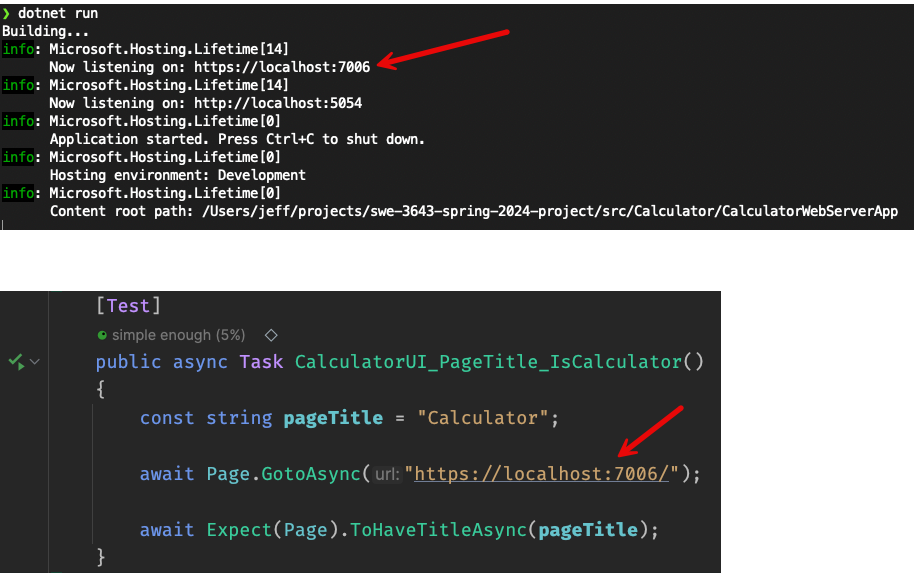 ❯ dotnet run
Building...
info: Microsoft.Hosting.Lifetime[14]
Now listening on: https://localhost:7006
info: Microsoft.Hosting.Lifetime[14]
Now listening on: http://localhost:5054
info: Microsoft.Hosting.Lifetime[0]
Application started. Press Ctrl+C to shut down.
info: Microsoft.Hosting.Lifetime[0]
Hosting environment: Development
info: Microsoft.Hosting.Lifetime[0]
Content root path: /Users/jeff/projects/swe-3643-spring-2024-project/src/Calculator/CalculatorWebServerApp
[Test]
simple enough (5%)
public async Task CalculatorUI_PageTitle_IsCalculator()
{
const string pageTitle = "Calculator";
await Page.GotoAsync(url:"https://localhost:7006/");
await Expect(Page).ToHaveTitleAsync(pageTitle);
}